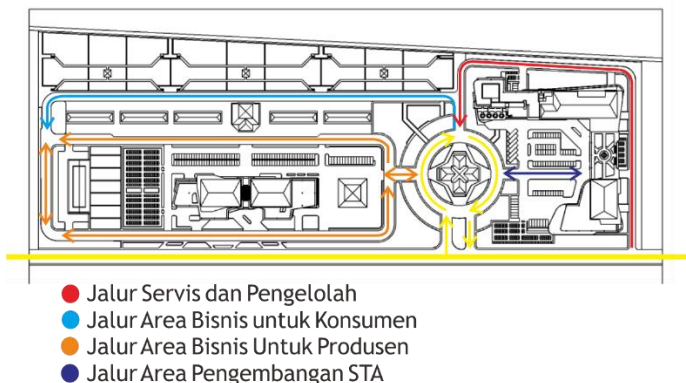 Jalur Servis dan Pengelolah
Jalur Area Bisnis untuk Konsumen
Jalur Area Bisnis Untuk Produsen
Jalur Area Pengembangan STA